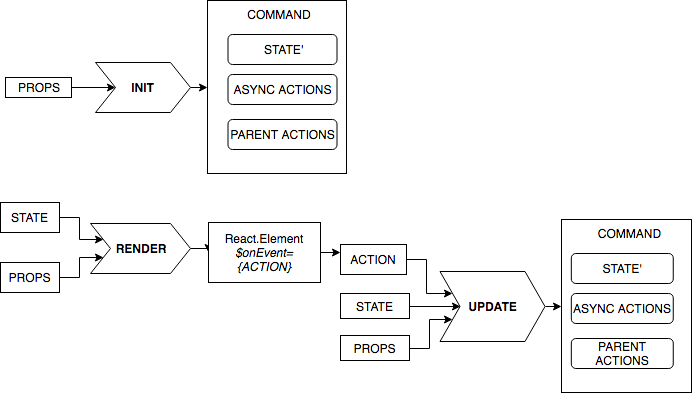 COMMAND
STATE'
PROPS
INIT
ASYNC ACTIONS
PARENT ACTIONS
STATE
PROPS
RENDER
React.Element
$onEvent=
{ACTION}
ACTION
STATE
PROPS
UPDATE
COMMAND
STATE'
ASYNC ACTIONS
PARENT
ACTIONS